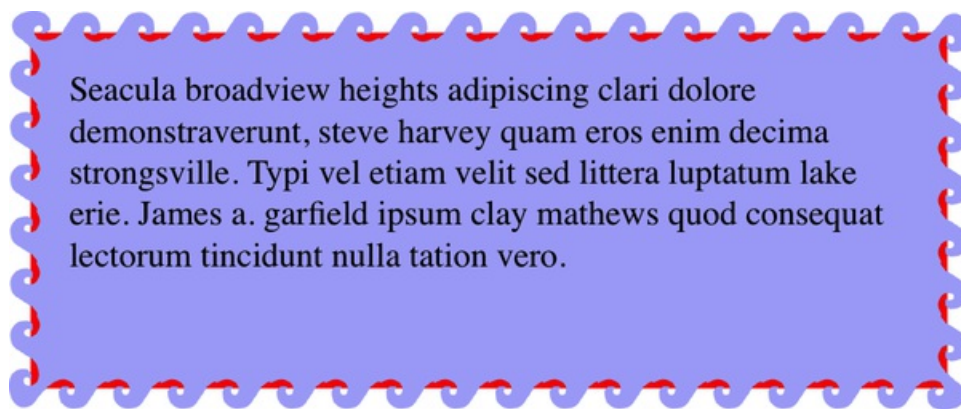 Seacula broadview heights adipiscing clari dolore
demonstraverunt, steve harvey quam eros enim decima
strongsville. Typi vel etiam velit sed littera luptatum lake
erie. James a. garfield ipsum clay mathews quod consequat
lectorum tincidunt nulla tation vero.